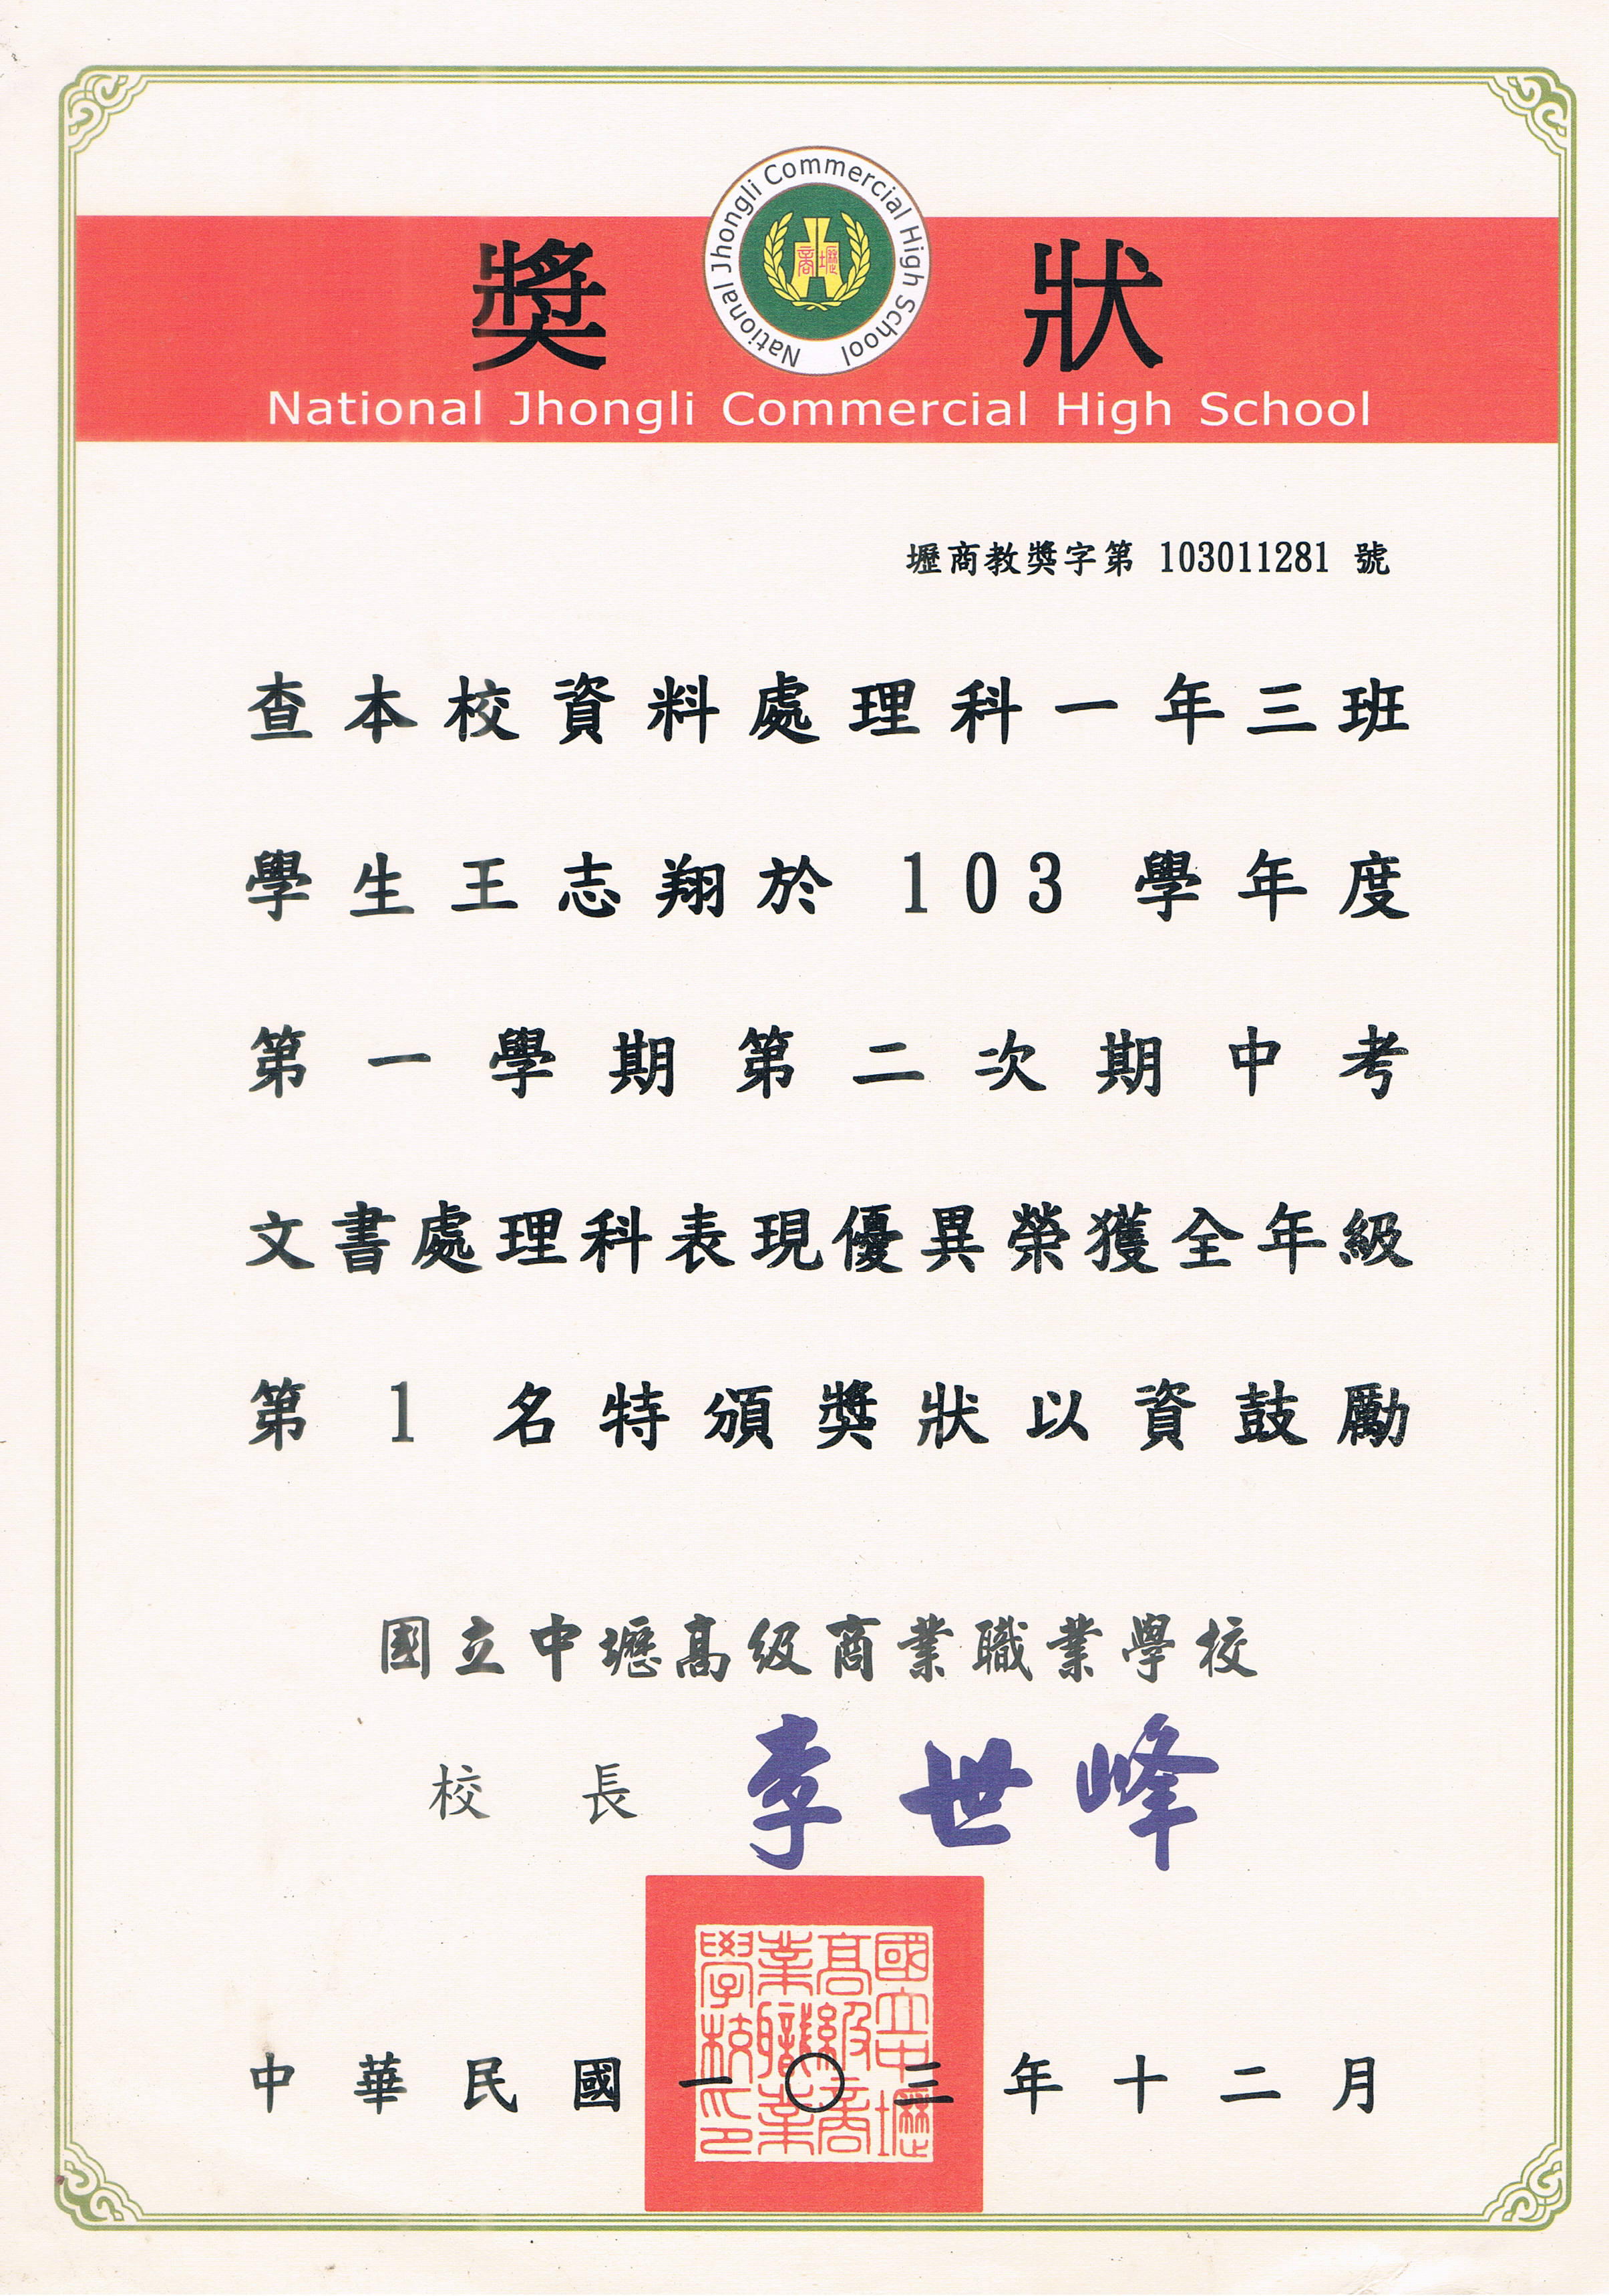 National Jhongli Commercial High School
壢商
獎狀
National Jhongli Commercial High School
壢商教獎字第 103011281 號
查本校資料處理科一年三班
學生王志翔於 103 學年度
第一學期第二次期中考
文書處理科表現優異榮獲全年級
第 1 名特頒獎狀以資鼓勵
國立中壢高級商業職業學校
校長 李世峰
國立中壢高級商業職業學校印
中華民國一〇三年十二月